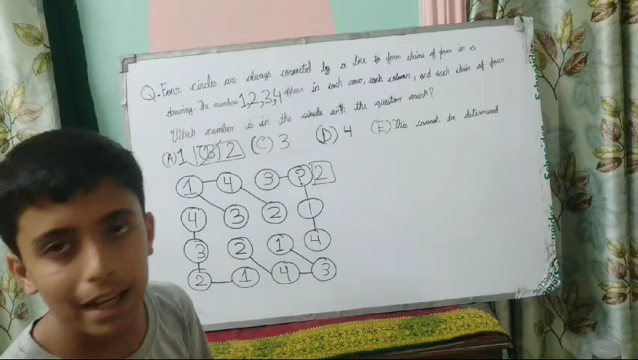 Q. Four circles are always connected by a line to form chains of four in a
drawing. The numbers 1,2,3,4 appear in each row, each column, and each chain of four.
Which number is in the circle with the question mark?
(A) 1 (B) 2 (C) 3 (D) 4 (E) This cannot be determined
1 4 3 ? 2
4 3 2 1
3 2 1 4
2 1 4 3